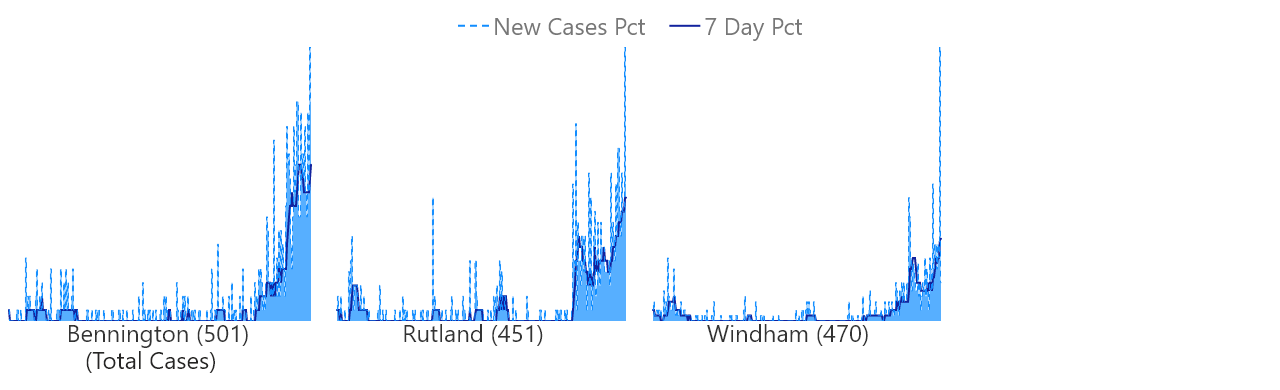 New Cases Pct 7 Day Pct
Bennington (501) Rutland (451) Windham (470)
(Total Cases)